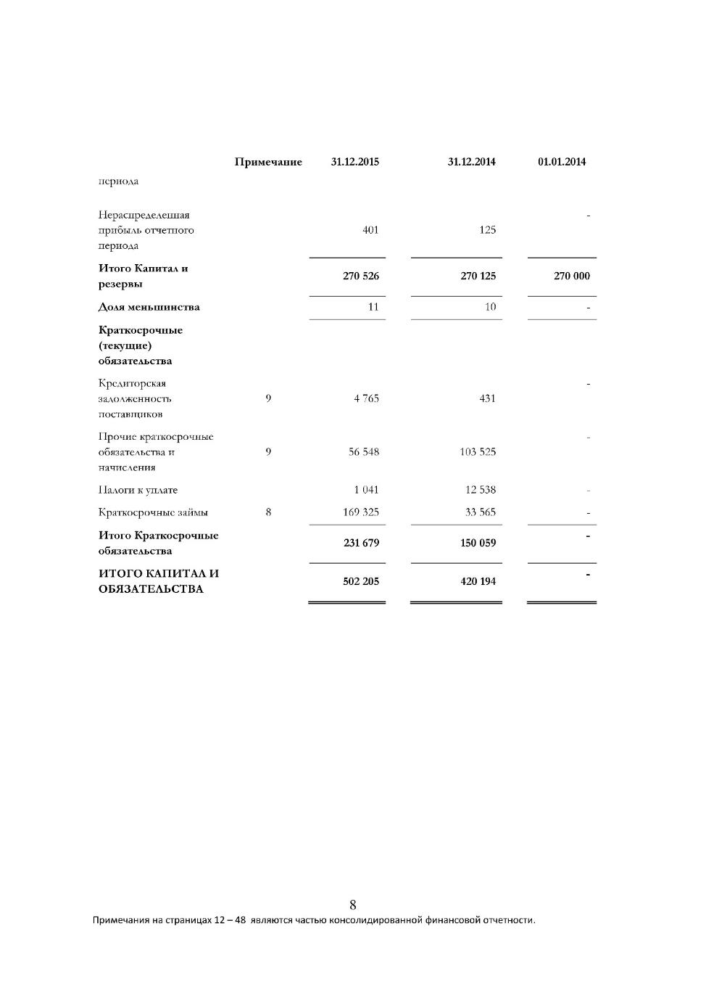 Примечание 31.12.2015 31.12.2014 01.01.2014
периода
Нераспределенная -
прибыль отчетного 401 125
периода
Итого Капитал и
270 526 270 125 270 000
резервы
Доля меньшинства 11 10 -
Краткосрочные
(текущие)
обязательства
Кредиторская -
задолженность 9 4 765 431
поставщиков
Прочие краткосрочные -
обязательства и 9 56 548 103 525
начисления
Налоги к уплате 1 041 12 538 -
Краткосрочные займы 8 169 325 33 565 -
Итого Краткосрочные -
231 679 150 059
обязательства
ИТОГО КАПИТАЛ И -
502 205 420 194
ОБЯЗАТЕЛЬСТВА
8
Примечания на страницах 12 – 48 являются частью консолидированной финансовой отчетности.